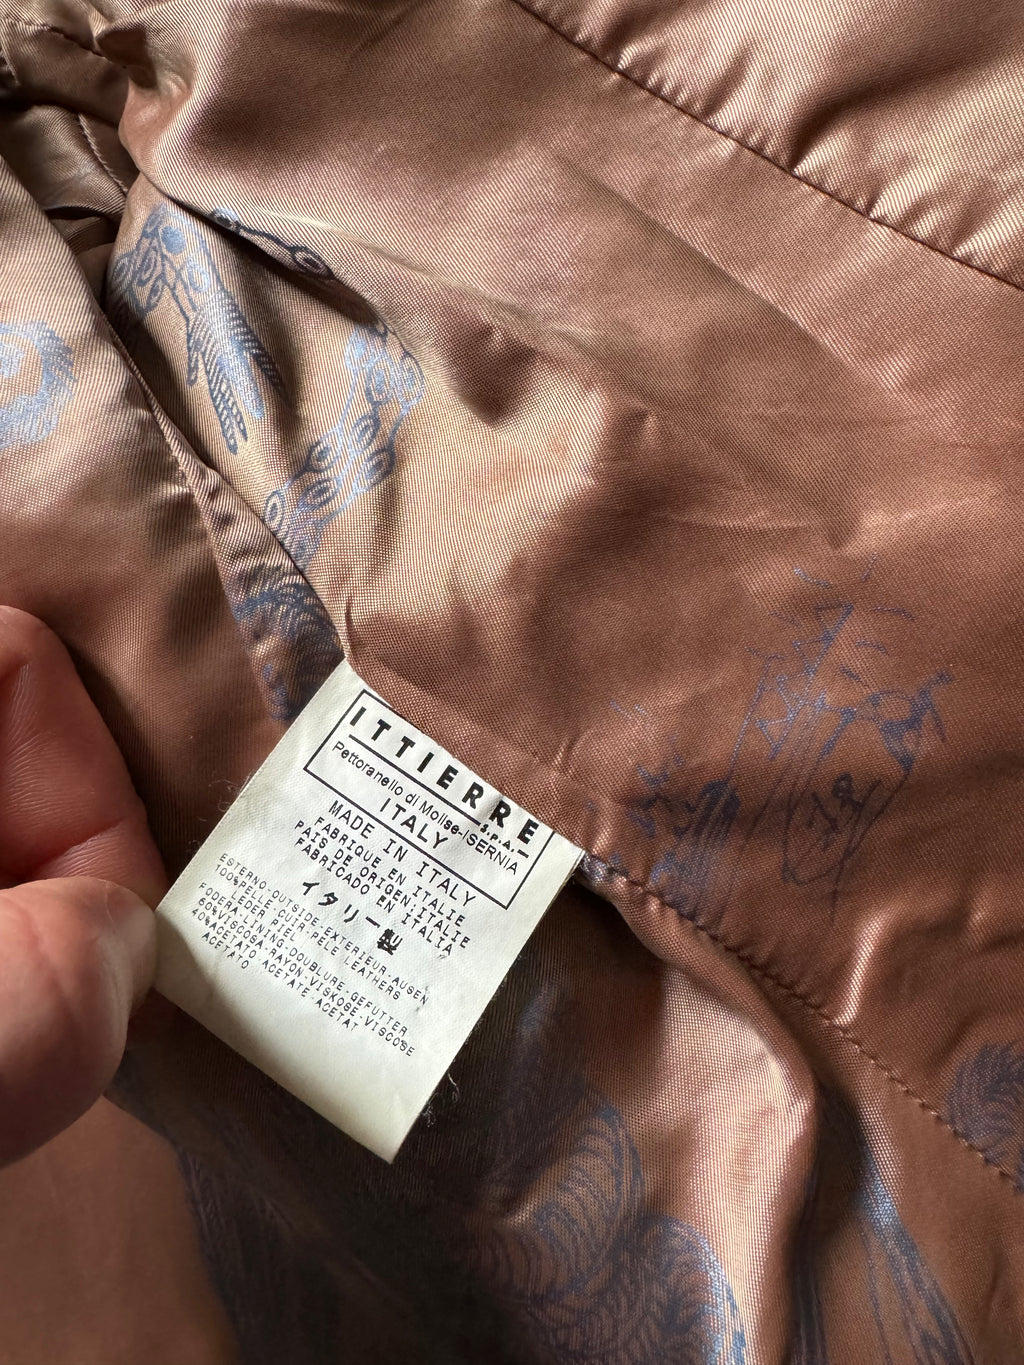 ITTIERRE
S.P.A.
Pettoranello di Molise-ISERNIA
ITALY
MADE IN ITALY
FABRIQUE EN ITALIE
PAIS DE ORIGEN:ITALIE
FABRICADO EN ITALIA
イタリー製
ESTERNO-OUTSIDE-EXTERIEUR-AUSEN
100%PELLE-CUIR-PELE LEATHERS
LEDER-PIEL
FODERA-LINING-DOUBLURE-GEFUTTER
60%VISCOSA-RAYON-VISKOSE-VISCOSE
40%ACETATO-ACETATE-ACETAT
ACETATO